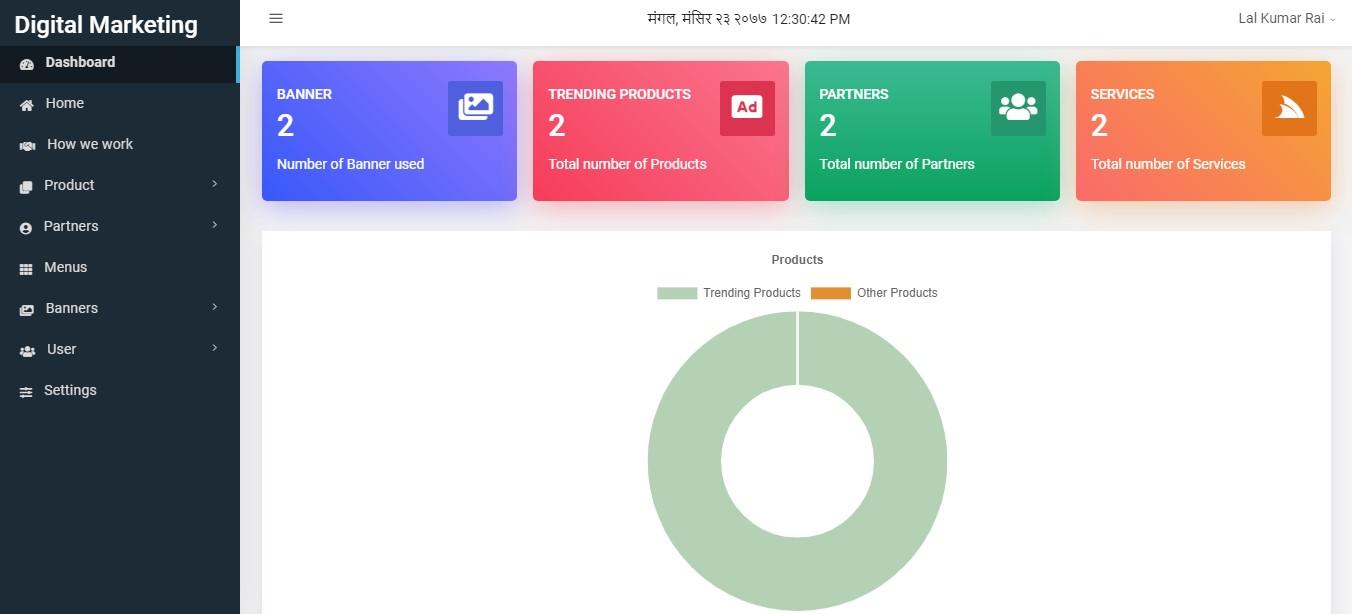 Digital Marketing
मंगल, मंसिर २३ २०७७ 12:30:42 PM
Lal Kumar Rai
Dashboard
Home
How we work
Product
Partners
Menus
Banners
User
Settings
BANNER
2
Number of Banner used
TRENDING PRODUCTS
2
Total number of Products
Ad
PARTNERS
2
Total number of Partners
SERVICES
2
Total number of Services
Products
Trending Products Other Products